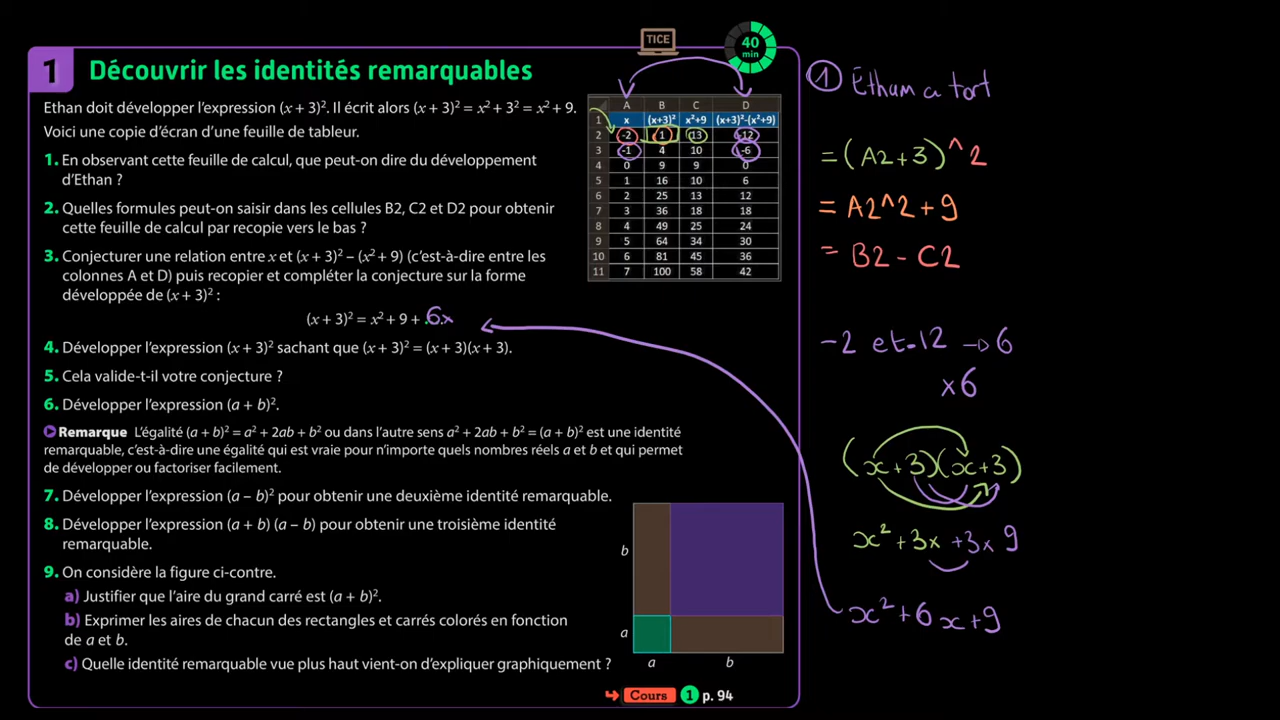 TICE
40
min
1 Découvrir les identités remarquables
Ethan doit développer l'expression (x + 3)². Il écrit alors (x + 3)² = x² + 3² = x² + 9.
Voici une copie d'écran d'une feuille de tableur.
1. En observant cette feuille de calcul, que peut-on dire du développement
d'Ethan ?
2. Quelles formules peut-on saisir dans les cellules B2, C2 et D2 pour obtenir
cette feuille de calcul par recopie vers le bas ?
3. Conjecturer une relation entre x et (x + 3)² – (x² + 9) (c'est-à-dire entre les
colonnes A et D) puis recopier et compléter la conjecture sur la forme
développée de (x + 3)² :
(x + 3)² = x² + 9 + 6x
4. Développer l'expression (x + 3)² sachant que (x + 3)² = (x + 3)(x + 3).
5. Cela valide-t-il votre conjecture ?
6. Développer l'expression (a + b)².
Remarque L'égalité (a + b)² = a² + 2ab + b² ou dans l'autre sens a² + 2ab + b² = (a + b)² est une identité
remarquable, c'est-à-dire une égalité qui est vraie pour n'importe quels nombres réels a et b et qui permet
de développer ou factoriser facilement.
7. Développer l'expression (a – b)² pour obtenir une deuxième identité remarquable.
8. Développer l'expression (a + b) (a – b) pour obtenir une troisième identité
remarquable.
9. On considère la figure ci-contre.
a) Justifier que l'aire du grand carré est (a + b)².
b) Exprimer les aires de chacun des rectangles et carrés colorés en fonction
de a et b.
c) Quelle identité remarquable vue plus haut vient-on d'expliquer graphiquement ?
A B C D
1 x (x+3)² x²+9 (x+3)²-(x²+9)
2 -2 1 13 -12
3 -1 4 10 -6
4 0 9 9 0
5 1 16 10 6
6 2 25 13 12
7 3 36 18 18
8 4 49 25 24
9 5 64 34 30
10 6 81 45 36
11 7 100 58 42
b
a
a b
Cours 1 p. 94
1 Ethan a tort
=(A2+3)^2
= A2^2+9
= B2-C2
-2 et -12 → 6
×6
(x+3)(x+3)
x²+3x+3x 9
x²+6x+9